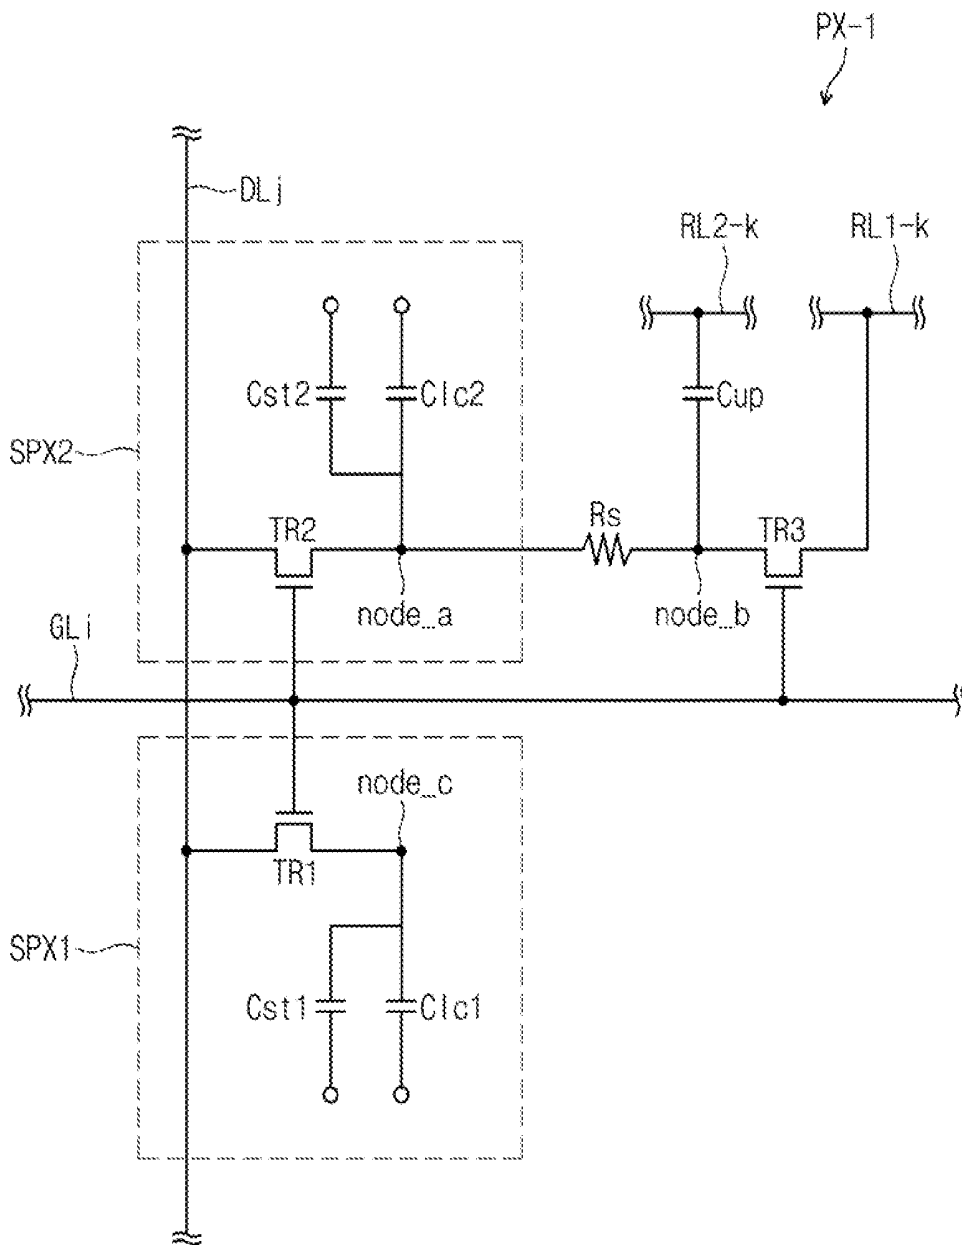 PX-1
DLj
RL2-k
RL1-k
Cst2
Clc2
Cup
SPX2
TR2
Rs
TR3
node_a
node_b
GLi
node_c
TR1
SPX1
Cst1
Clc1